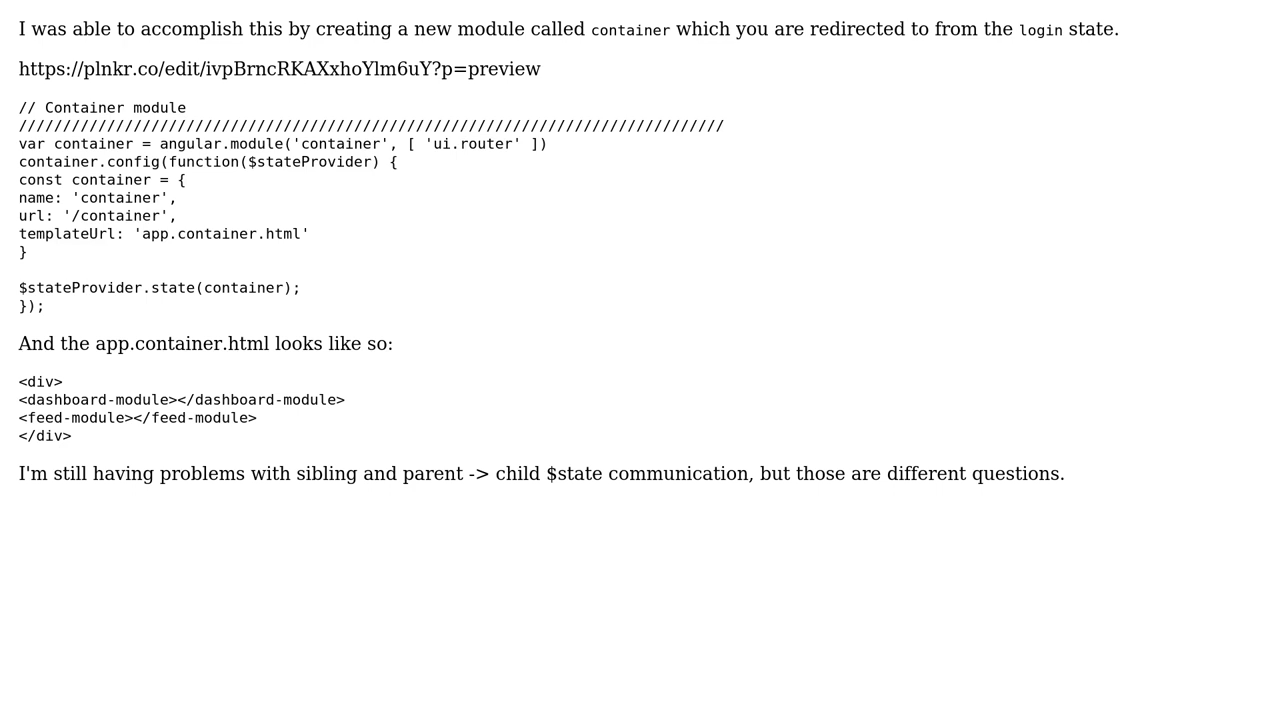 I was able to accomplish this by creating a new module called container which you are redirected to from the login state.
https://plnkr.co/edit/ivpBrncRKAXxhoYlm6uY?p=preview
// Container module
////////////////////////////////////////////////////////////////////////////////
var container = angular.module('container', [ 'ui.router' ])
container.config(function($stateProvider) {
const container = {
name: 'container',
url: '/container',
templateUrl: 'app.container.html'
}
$stateProvider.state(container);
});
And the app.container.html looks like so:
<div>
<dashboard-module></dashboard-module>
<feed-module></feed-module>
</div>
I'm still having problems with sibling and parent -> child $state communication, but those are different questions.